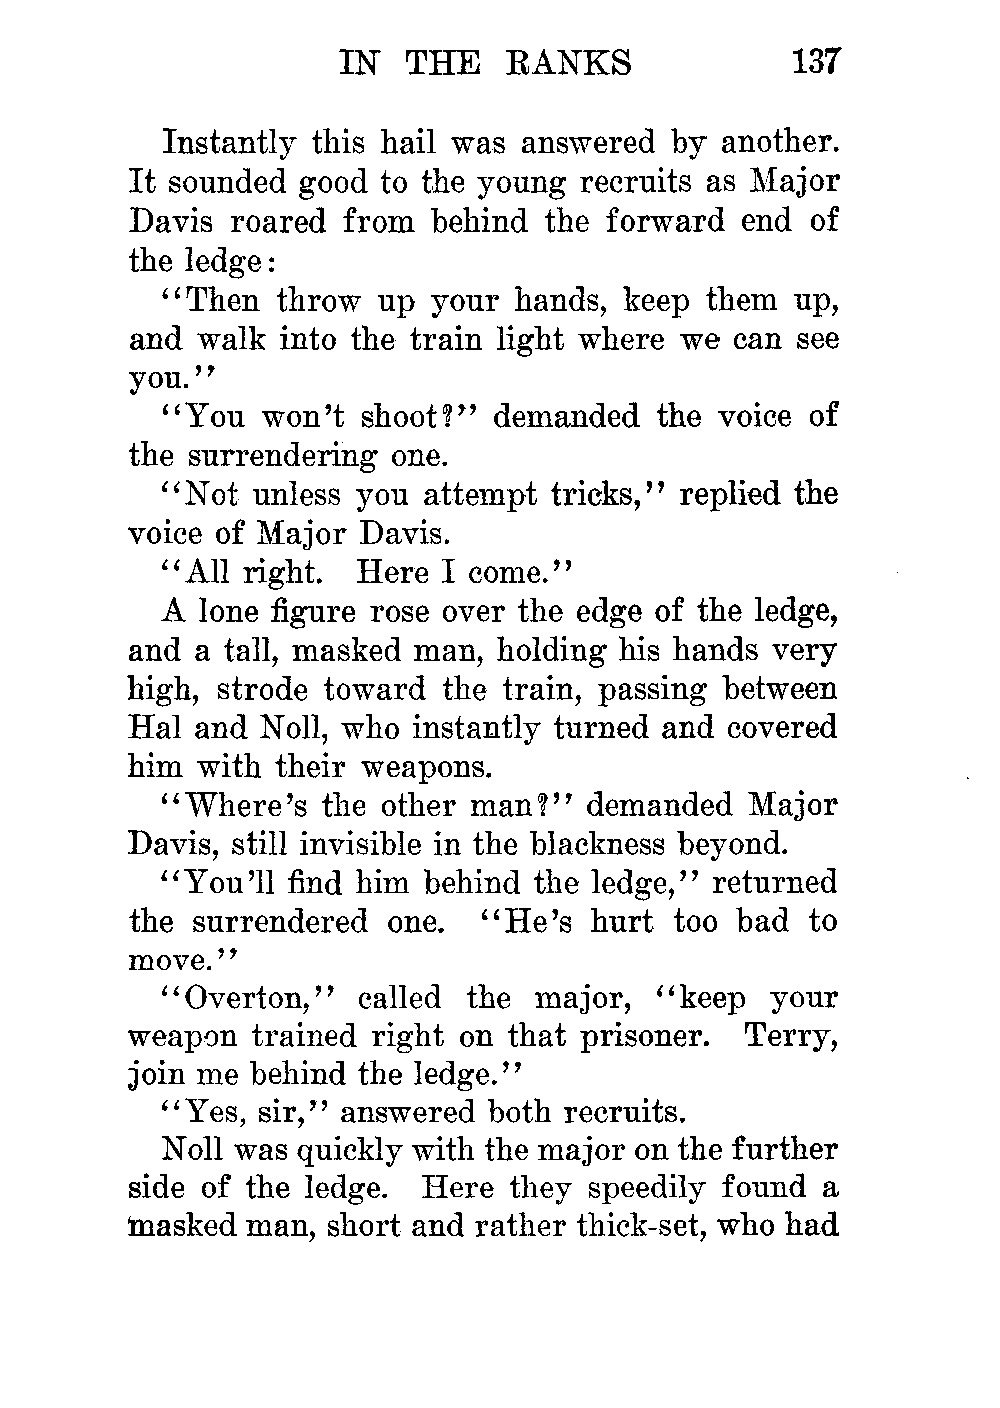 IN THE RANKS 137
Instantly this hail was answered by another.
It sounded good to the young recruits as Major
Davis roared from behind the forward end of
the ledge:
“Then throw up your hands, keep them up,
and walk into the train light where we can see
you.”
“You won’t shoot?” demanded the voice of
the surrendering one.
“Not unless you attempt tricks,” replied the
voice of Major Davis.
“All right. Here I come.”
A lone figure rose over the edge of the ledge,
and a tall, masked man, holding his hands very
high, strode toward the train, passing between
Hal and Noll, who instantly turned and covered
him with their weapons.
“Where’s the other man?” demanded Major
Davis, still invisible in the blackness beyond.
“You’ll find him behind the ledge,” returned
the surrendered one. “He’s hurt too bad to
move.”
“Overton,” called the major, “keep your
weapon trained right on that prisoner. Terry,
join me behind the ledge.”
“Yes, sir,” answered both recruits.
Noll was quickly with the major on the further
side of the ledge. Here they speedily found a
masked man, short and rather thick-set, who had